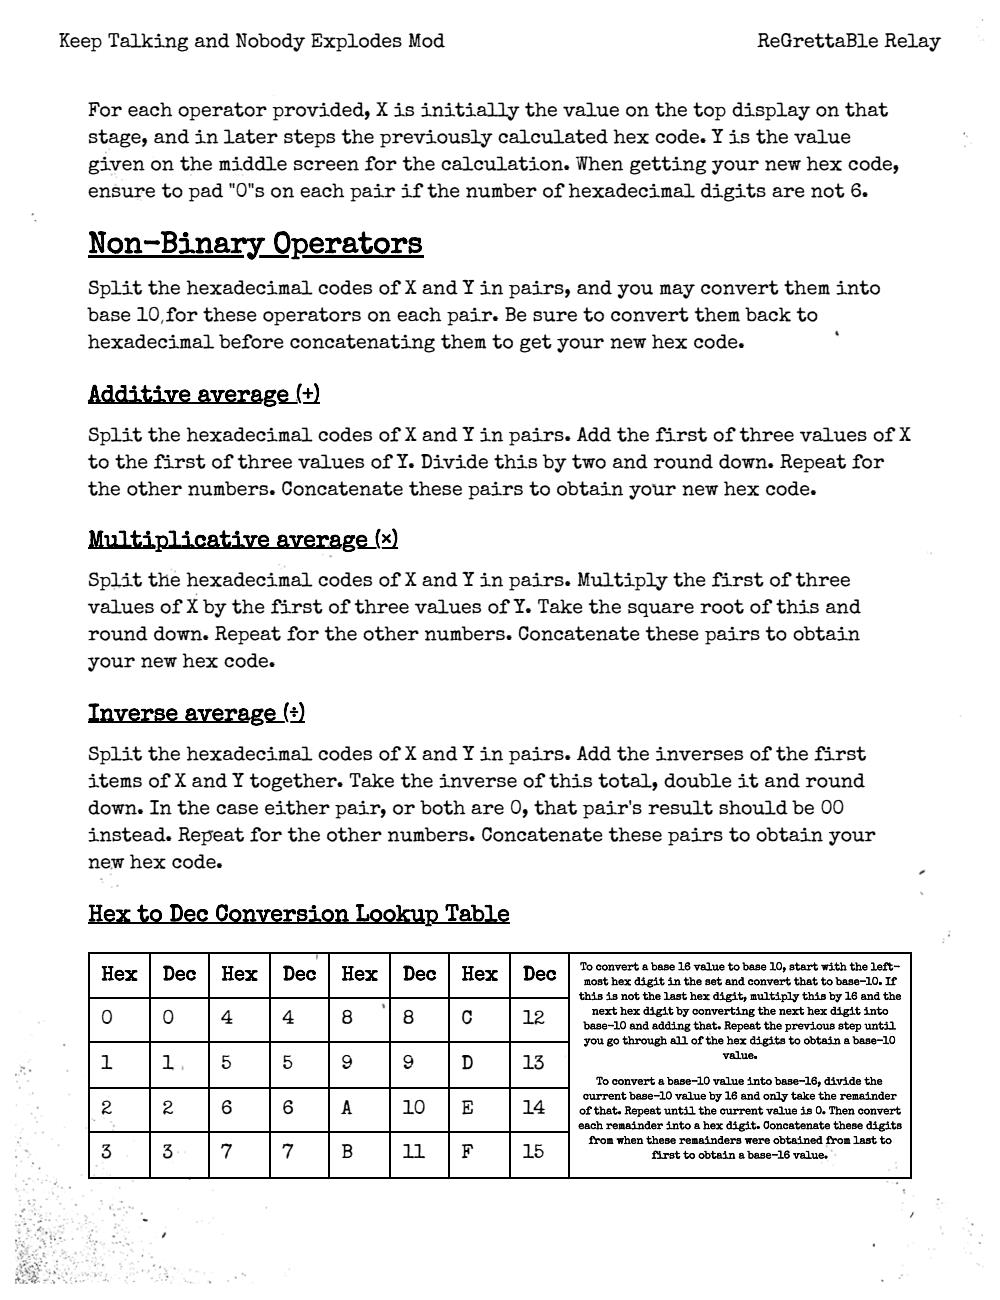 Keep Talking and Nobody Explodes Mod
ReGrettaBle Relay
For each operator provided, X is initially the value on the top display on that
stage, and in later steps the previously calculated hex code. Y is the value
given on the middle screen for the calculation. When getting your new hex code,
ensure to pad "0"s on each pair if the number of hexadecimal digits are not 6.
Non-Binary Operators
Split the hexadecimal codes of X and Y in pairs, and you may convert them into
base 10, for these operators on each pair. Be sure to convert them back to
hexadecimal before concatenating them to get your new hex code.
Additive average (+)
Split the hexadecimal codes of X and Y in pairs. Add the first of three values of X
to the first of three values of Y. Divide this by two and round down. Repeat for
the other numbers. Concatenate these pairs to obtain your new hex code.
Multiplicative average (×)
Split the hexadecimal codes of X and Y in pairs. Multiply the first of three
values of X by the first of three values of Y. Take the square root of this and
round down. Repeat for the other numbers. Concatenate these pairs to obtain
your new hex code.
Inverse average (÷)
Split the hexadecimal codes of X and Y in pairs. Add the inverses of the first
items of X and Y together. Take the inverse of this total, double it and round
down. In the case either pair, or both are 0, that pair's result should be 00
instead. Repeat for the other numbers. Concatenate these pairs to obtain your
new hex code.
Hex to Dec Conversion Lookup Table
Hex Dec Hex Dec Hex Dec Hex Dec
0 0 4 4 8 8 C 12
1 1 5 5 9 9 D 13
2 2 6 6 A 10 E 14
3 3 7 7 B 11 F 15
To convert a base 16 value to base 10, start with the left-
most hex digit in the set and convert that to base-10. If
this is not the last hex digit, multiply this by 16 and the
next hex digit by converting the next hex digit into
base-10 and adding that. Repeat the previous step until
you go through all of the hex digits to obtain a base-10
value.
To convert a base-10 value into base-16, divide the
current base-10 value by 16 and only take the remainder
of that. Repeat until the current value is 0. Then convert
each remainder into a hex digit. Concatenate these digits
from when these remainders were obtained from last to
first to obtain a base-16 value.